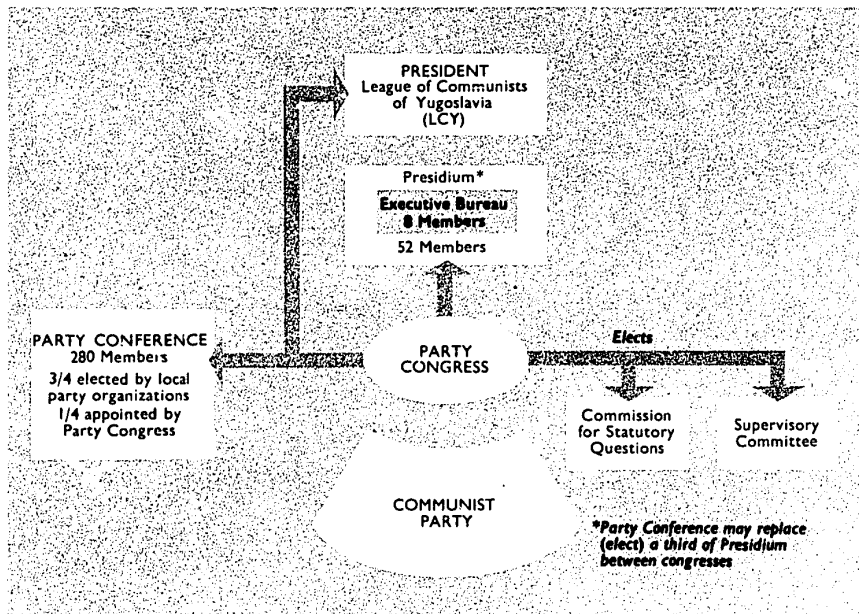 PRESIDENT
League of Communists
of Yugoslavia
(LCY)
Presidium*
Executive Bureau
8 Members
52 Members
PARTY CONFERENCE
280 Members
3/4 elected by local
party organizations
1/4 appointed by
Party Congress
PARTY
CONGRESS
Elects
Commission
for Statutory
Questions
Supervisory
Committee
COMMUNIST
PARTY
*Party Conference may replace
(elect) a third of Presidium
between congresses